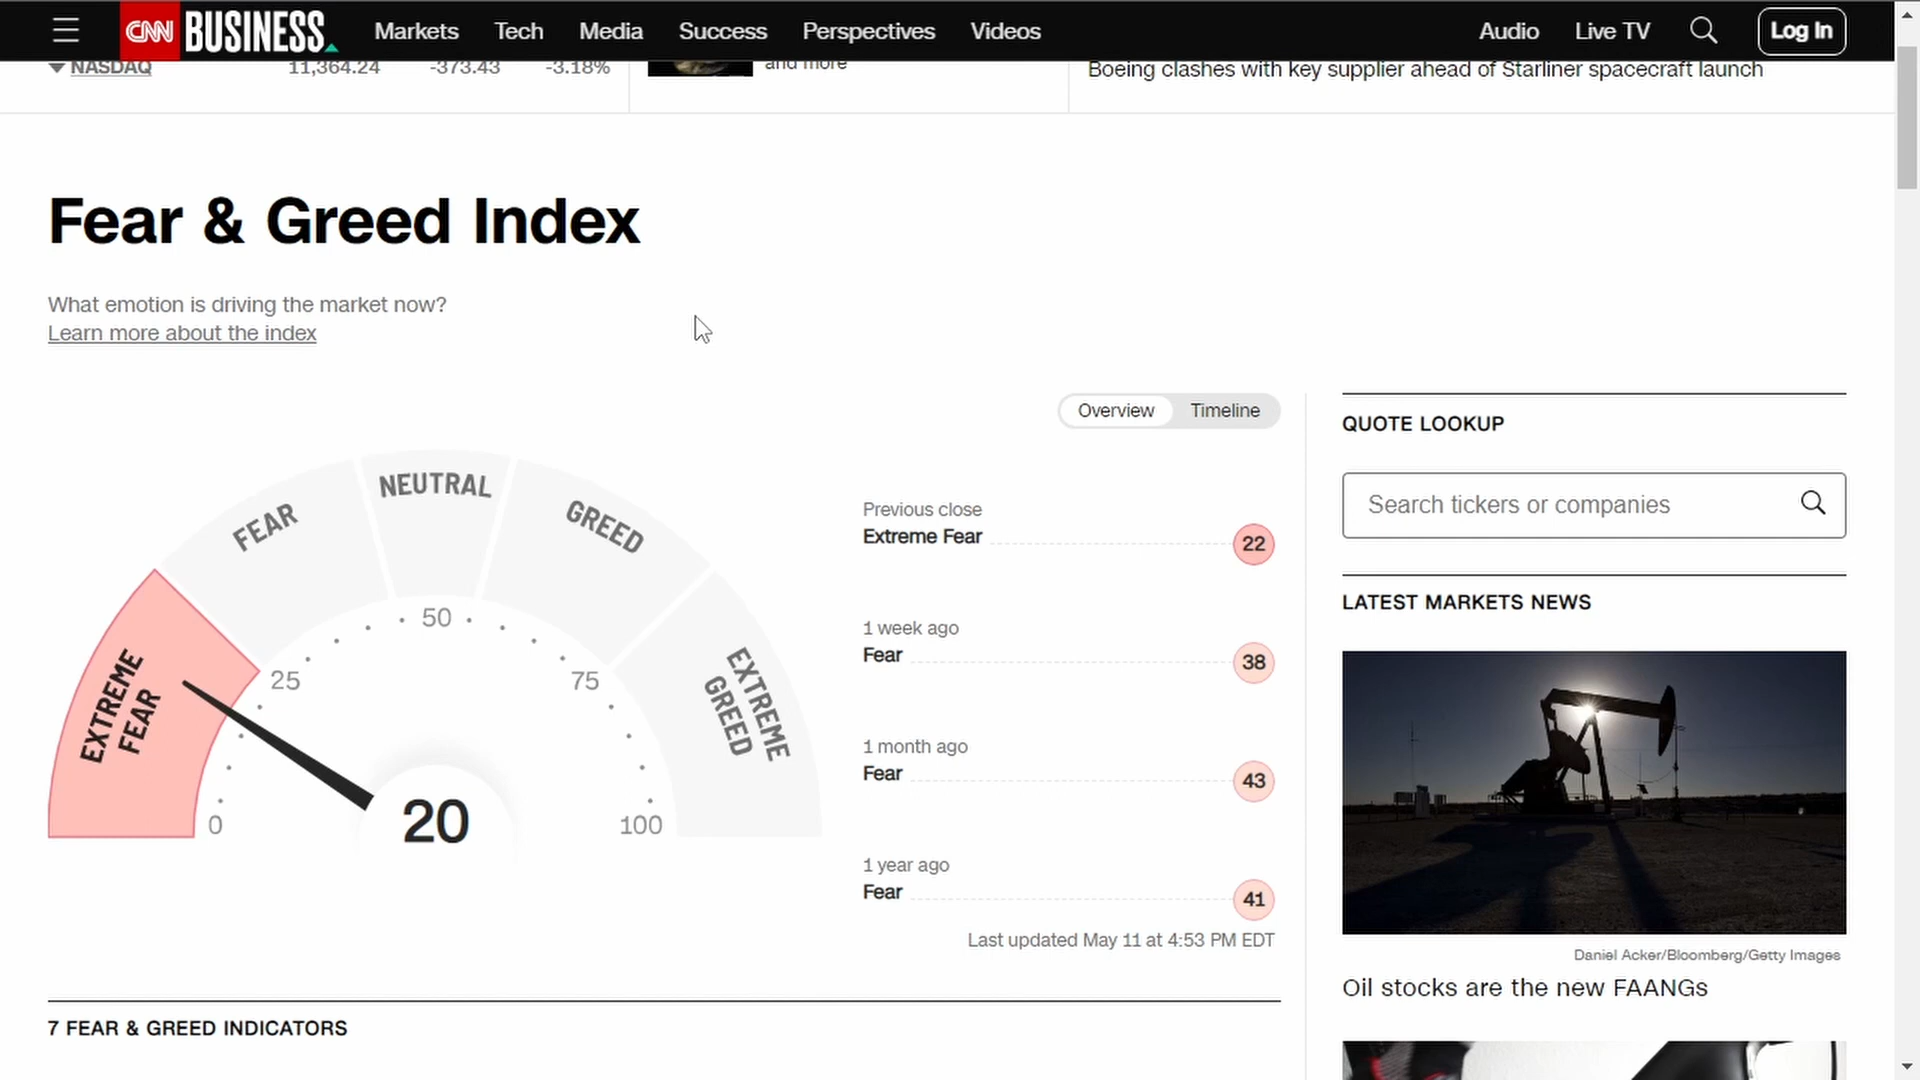 CNN BUSINESS
Markets
Tech
Media
Success
Perspectives
Videos
Audio
Live TV
Log In
NASDAQ 11,364.24 -373.43 -3.18%
and more
Boeing clashes with key supplier ahead of Starliner spacecraft launch
Fear & Greed Index
What emotion is driving the market now?
Learn more about the index
Overview
Timeline
EXTREME
FEAR
FEAR
NEUTRAL
GREED
EXTREME
GREED
0
25
50
75
100
20
Previous close
Extreme Fear 22
1 week ago
Fear 38
1 month ago
Fear 43
1 year ago
Fear 41
Last updated May 11 at 4:53 PM EDT
7 FEAR & GREED INDICATORS
QUOTE LOOKUP
Search tickers or companies
LATEST MARKETS NEWS
Daniel Acker/Bloomberg/Getty Images
Oil stocks are the new FAANGs